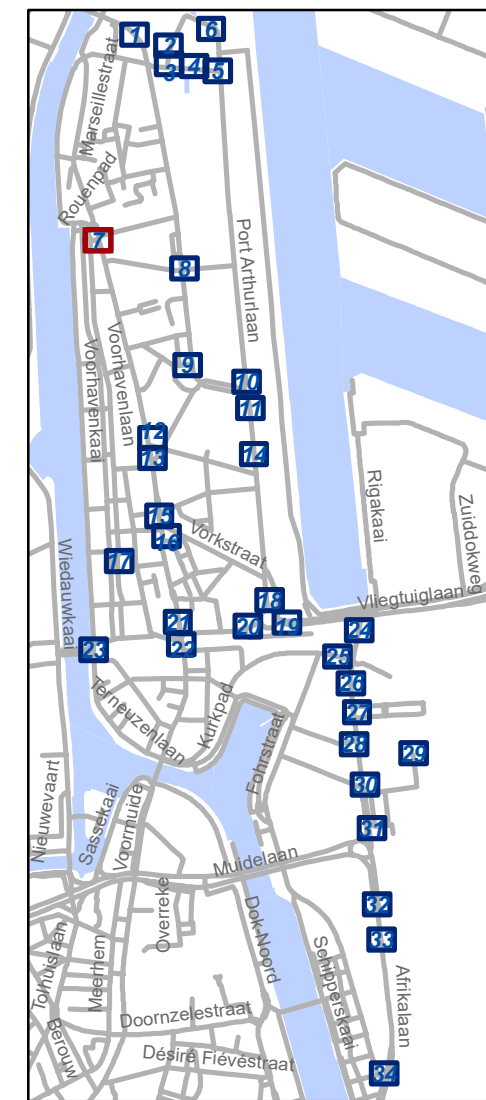 1
2
6
3
4
5
Marseillestraat
Rouenpad
7
Port Arthurlaan
8
Voorhavenlaan
Voorhavenkaai
9
10
11
12
13
14
Rigakaai
Zuiddokweg
15
16
Vorkstraat
17
Wiedauwkaai
18
Vliegtuiglaan
19
20
21
22
23
24
25
26
27
28
29
30
31
Terneuzenlaan
Kurkpad
Fohrstraat
Nieuwevaart
Sassekaai
Voormuide
Muidelaan
Overreke
32
33
Tolhuislaan
Meerhem
Dok-Noord
Schipperskaai
Afrikalaan
Doornzelestraat
Berouw
Désiré Fiévéstraat
34